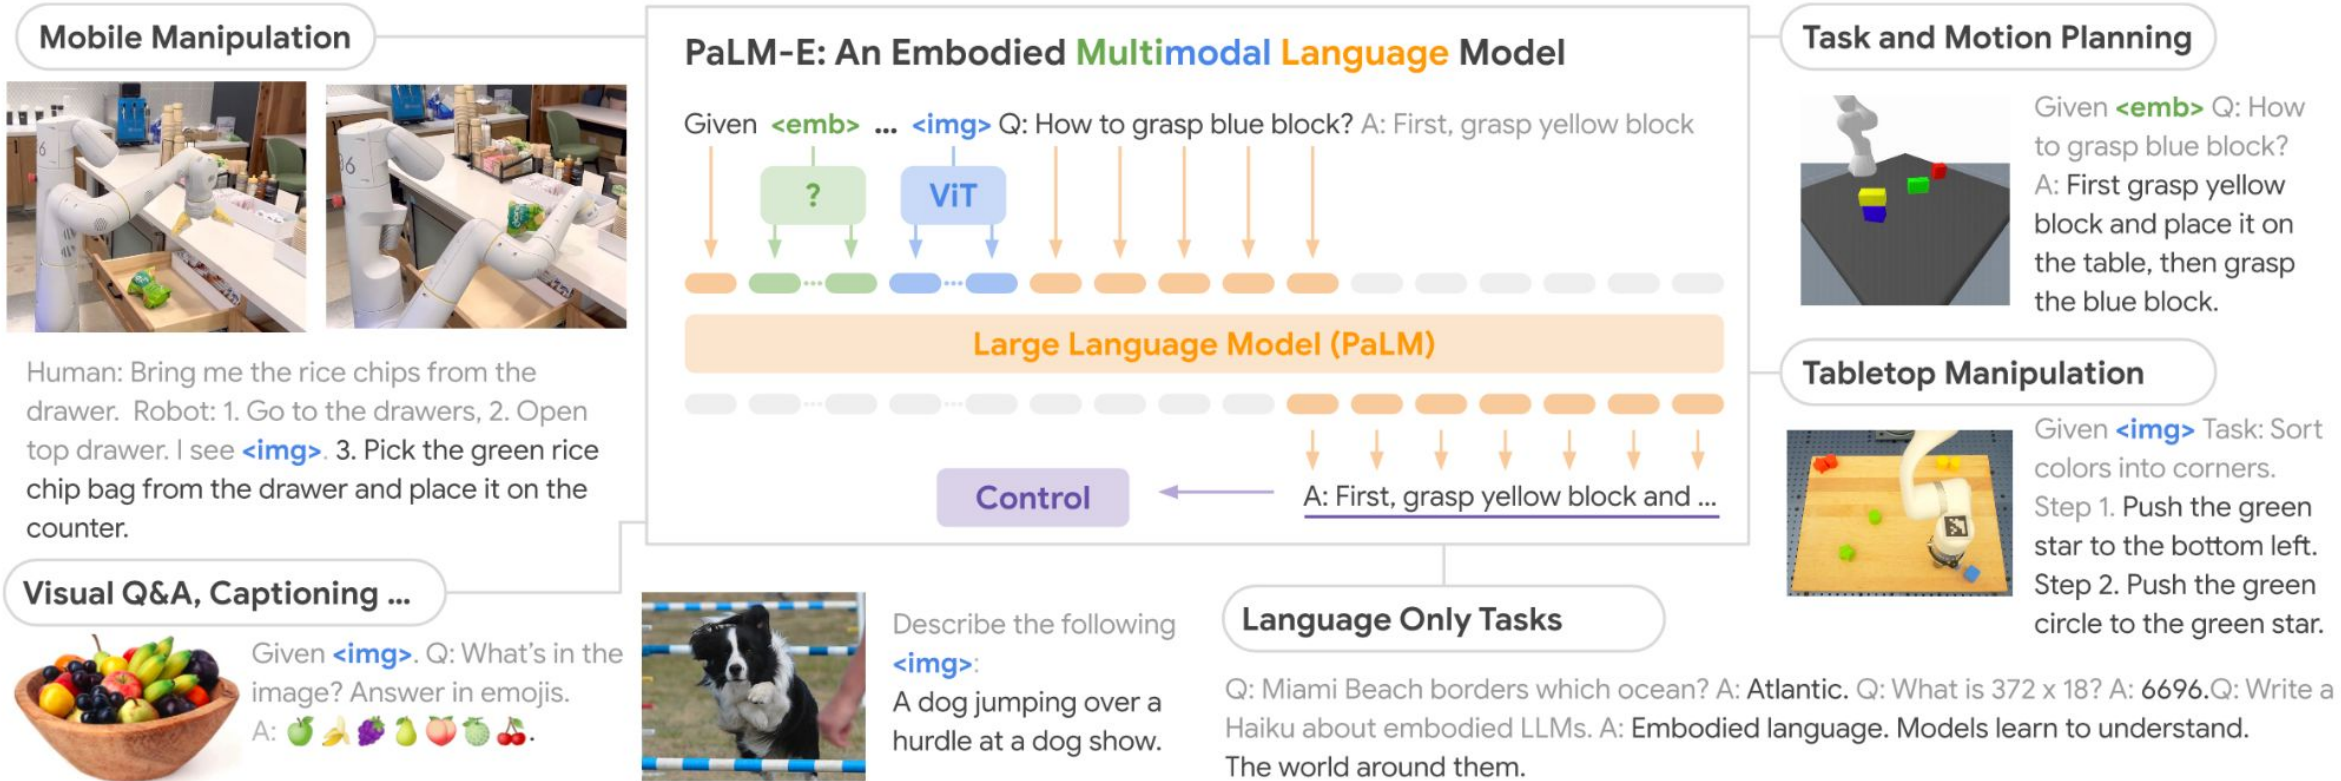 Mobile Manipulation
6
36
Human: Bring me the rice chips from the
drawer. Robot: 1. Go to the drawers, 2. Open
top drawer. I see <img>. 3. Pick the green rice
chip bag from the drawer and place it on the
counter.
PaLM-E: An Embodied Multimodal Language Model
Given <emb> ... <img> Q: How to grasp blue block? A: First, grasp yellow block
?
ViT
Large Language Model (PaLM)
A: First, grasp yellow block and ...
Control
Task and Motion Planning
Given <emb> Q: How
to grasp blue block?
A: First grasp yellow
block and place it on
the table, then grasp
the blue block.
Tabletop Manipulation
Given <img> Task: Sort
colors into corners.
Step 1. Push the green
star to the bottom left.
Step 2. Push the green
circle to the green star.
Visual Q&A, Captioning ...
Given <img>. Q: What's in the
image? Answer in emojis.
A: 🍏🍌🍇🍐🍑🍈🍒.
Describe the following
<img>:
A dog jumping over a
hurdle at a dog show.
Language Only Tasks
Q: Miami Beach borders which ocean? A: Atlantic. Q: What is 372 x 18? A: 6696.Q: Write a
Haiku about embodied LLMs. A: Embodied language. Models learn to understand.
The world around them.